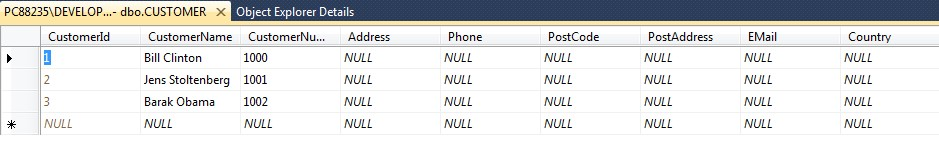 PC88235\DEVELOP...- dbo.CUSTOMER Object Explorer Details
CustomerId CustomerName CustomerNu... Address Phone PostCode PostAddress EMail Country
1 Bill Clinton 1000 NULL NULL NULL NULL NULL NULL
2 Jens Stoltenberg 1001 NULL NULL NULL NULL NULL NULL
3 Barak Obama 1002 NULL NULL NULL NULL NULL NULL
NULL NULL NULL NULL NULL NULL NULL NULL NULL